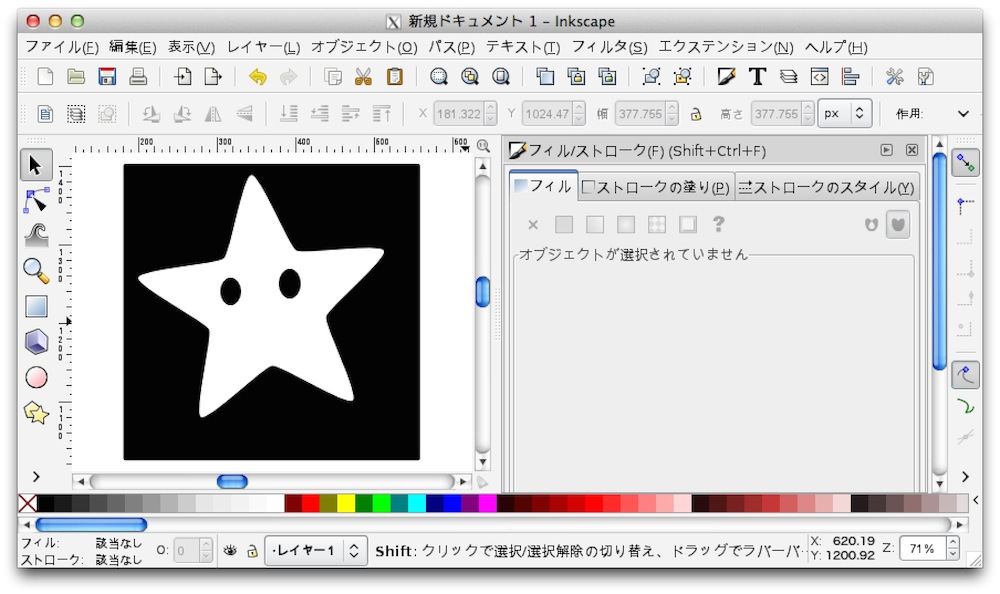 新規ドキュメント 1 – Inkscape
ファイル(F) 編集(E) 表示(V) レイヤー(L) オブジェクト(O) パス(P) テキスト(T) フィルタ(S) エクステンション(N) ヘルプ(H)
X 181.322 Y 1024.47 幅 377.755 高さ 377.755 px 作用:
200 300 400 500 600
フィル/ストローク(F) (Shift+Ctrl+F)
フィル ストロークの塗り(P) ストロークのスタイル(Y)
オブジェクトが選択されていません
1400
1300
1200
1100
フィル: 該当なし
ストローク: 該当なし
O: 0
·レイヤー1
Shift: クリックで選択/選択解除の切り替え、ドラッグでラバーバ··
X: 620.19
Y: 1200.92
Z: 71%